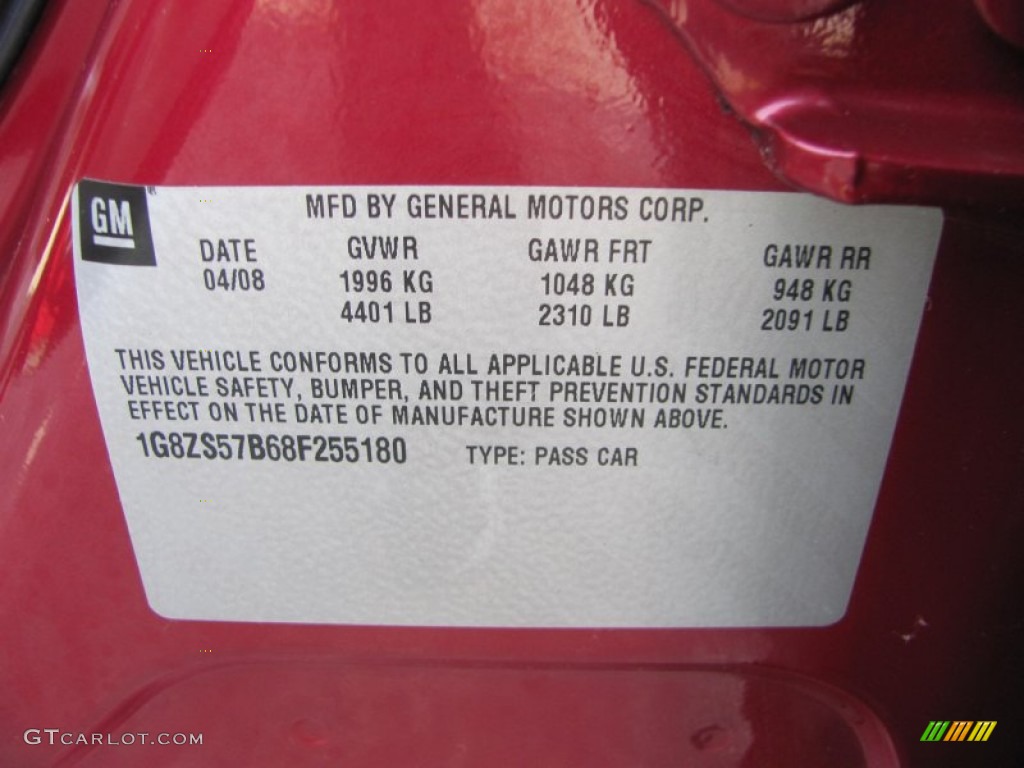 GM
MFD BY GENERAL MOTORS CORP.
DATE GVWR GAWR FRT GAWR RR
04/08 1996 KG 1048 KG 948 KG
4401 LB 2310 LB 2091 LB
THIS VEHICLE CONFORMS TO ALL APPLICABLE U.S. FEDERAL MOTOR
VEHICLE SAFETY, BUMPER, AND THEFT PREVENTION STANDARDS IN
EFFECT ON THE DATE OF MANUFACTURE SHOWN ABOVE.
1G8ZS57B68F255180 TYPE: PASS CAR
GTCARLOT.COM